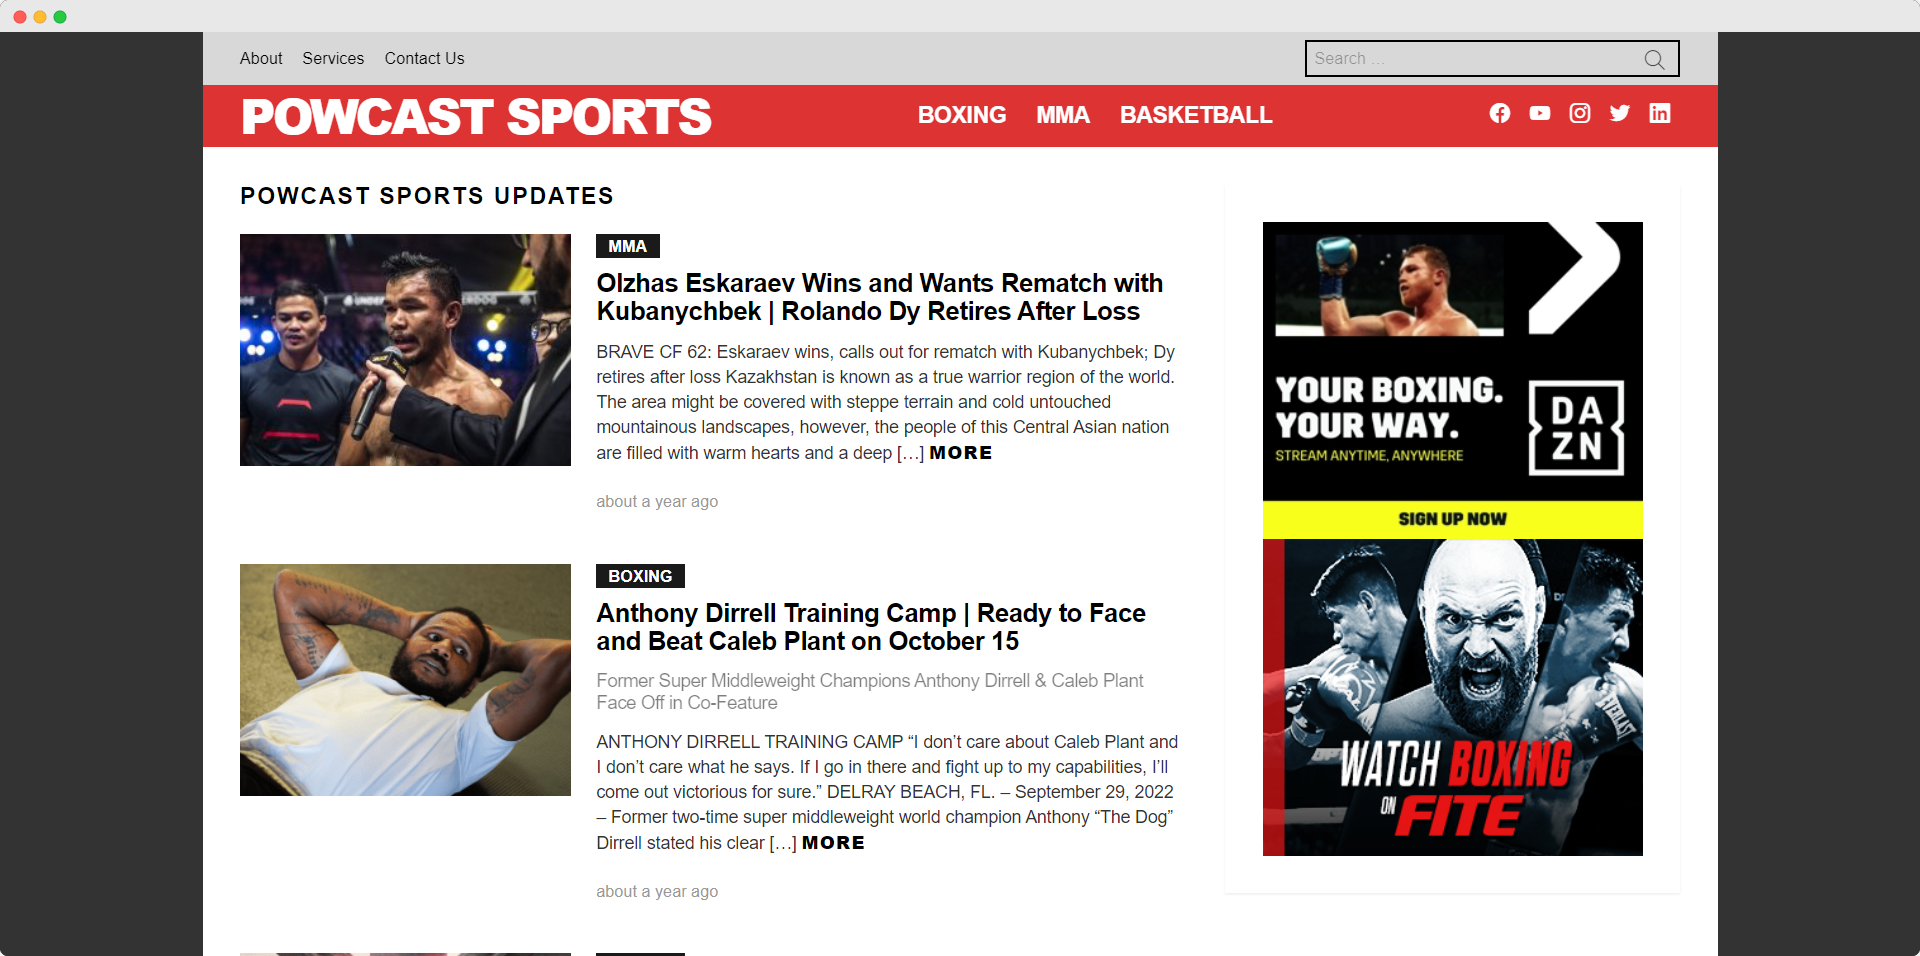 About Services Contact Us
Search ...
POWCAST SPORTS
BOXING MMA BASKETBALL
POWCAST SPORTS UPDATES
MMA
Olzhas Eskaraev Wins and Wants Rematch with
Kubanychbek | Rolando Dy Retires After Loss
BRAVE CF 62: Eskaraev wins, calls out for rematch with Kubanychbek; Dy
retires after loss Kazakhstan is known as a true warrior region of the world.
The area might be covered with steppe terrain and cold untouched
mountainous landscapes, however, the people of this Central Asian nation
are filled with warm hearts and a deep […] MORE
about a year ago
BOXING
Anthony Dirrell Training Camp | Ready to Face
and Beat Caleb Plant on October 15
Former Super Middleweight Champions Anthony Dirrell & Caleb Plant
Face Off in Co-Feature
ANTHONY DIRRELL TRAINING CAMP “I don’t care about Caleb Plant and
I don’t care what he says. If I go in there and fight up to my capabilities, I’ll
come out victorious for sure.” DELRAY BEACH, FL. – September 29, 2022
– Former two-time super middleweight world champion Anthony “The Dog”
Dirrell stated his clear […] MORE
about a year ago
YOUR BOXING.
YOUR WAY.
STREAM ANYTIME, ANYWHERE
DA
ZN
SIGN UP NOW
EVERLAST
WATCH BOXING
ON FITE